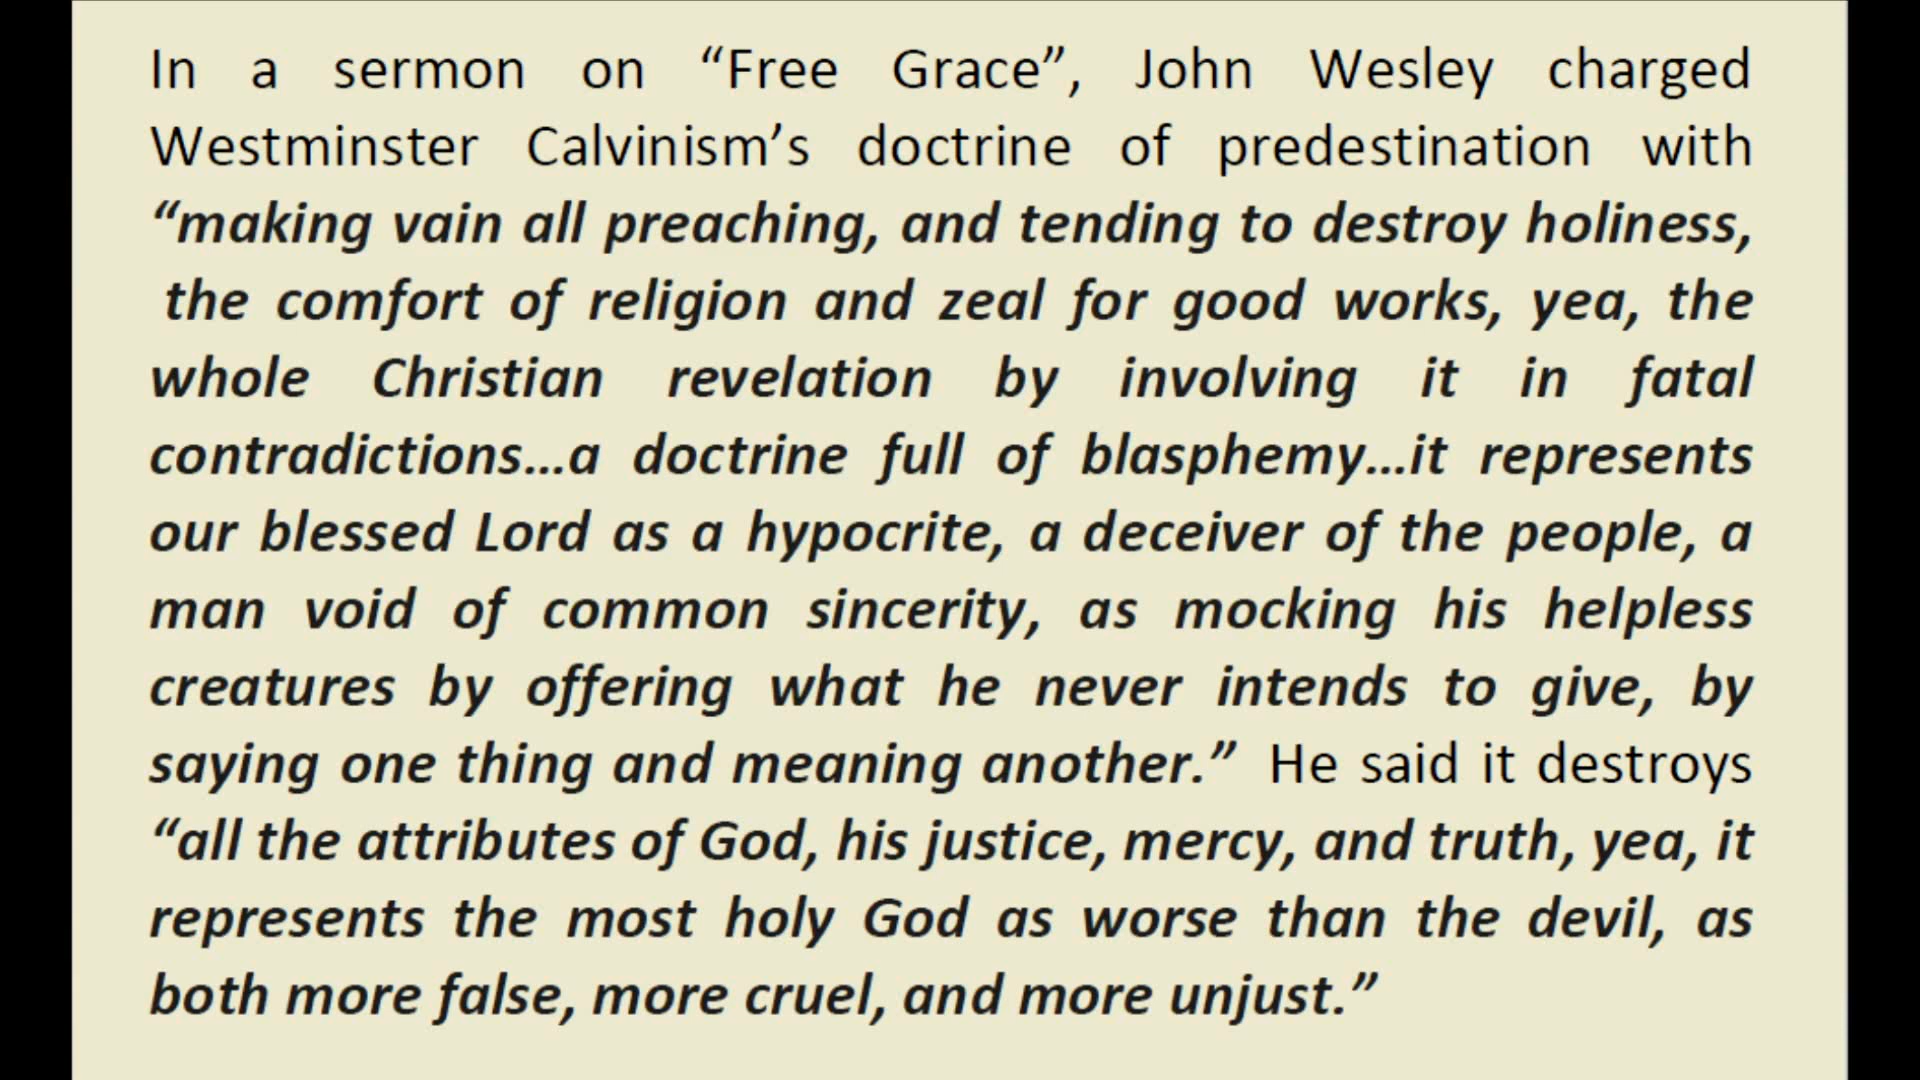 In a sermon on “Free Grace”, John Wesley charged
Westminster Calvinism’s doctrine of predestination with
“making vain all preaching, and tending to destroy holiness,
the comfort of religion and zeal for good works, yea, the
whole Christian revelation by involving it in fatal
contradictions…a doctrine full of blasphemy…it represents
our blessed Lord as a hypocrite, a deceiver of the people, a
man void of common sincerity, as mocking his helpless
creatures by offering what he never intends to give, by
saying one thing and meaning another.” He said it destroys
“all the attributes of God, his justice, mercy, and truth, yea, it
represents the most holy God as worse than the devil, as
both more false, more cruel, and more unjust.”